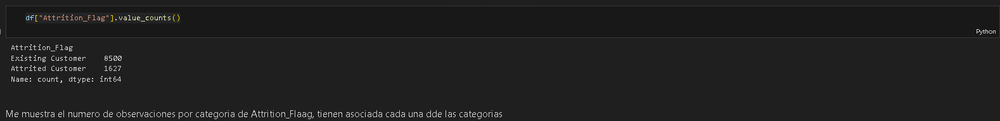 df["Attrition_Flag"].value_counts()
Python
Attrition_Flag
Existing Customer    8500
Attrited Customer    1627
Name: count, dtype: int64
Me muestra el numero de observaciones por categoria de Attrition_Flaag, tienen asociada cada una dde las categorias